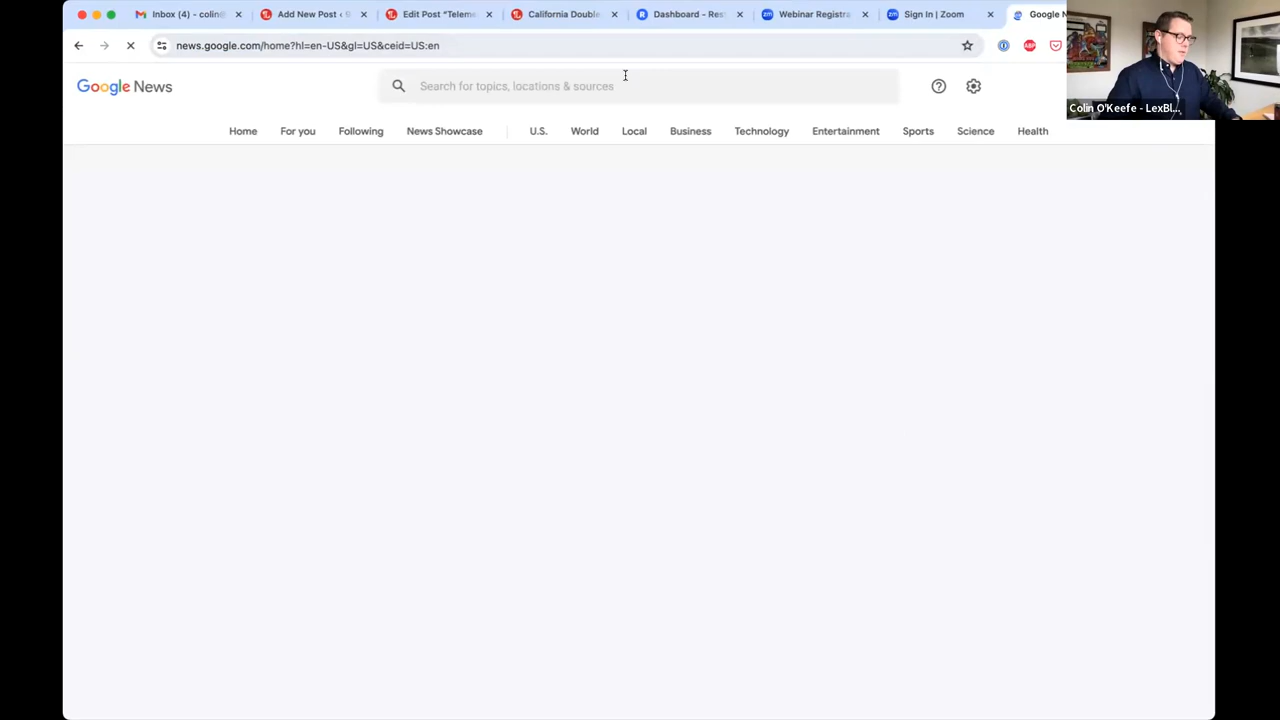 Inbox (4) - colin@
Add New Post ‹
Edit Post "Teleme
California Double
Dashboard - Res
Webinar Registra
Sign In | Zoom
Google N
news.google.com/home?hl=en-US&gl=US&ceid=US:en
ABP
Colin O'Keefe - LexBl...
Google News
Search for topics, locations & sources
Home For you Following News Showcase U.S. World Local Business Technology Entertainment Sports Science Health